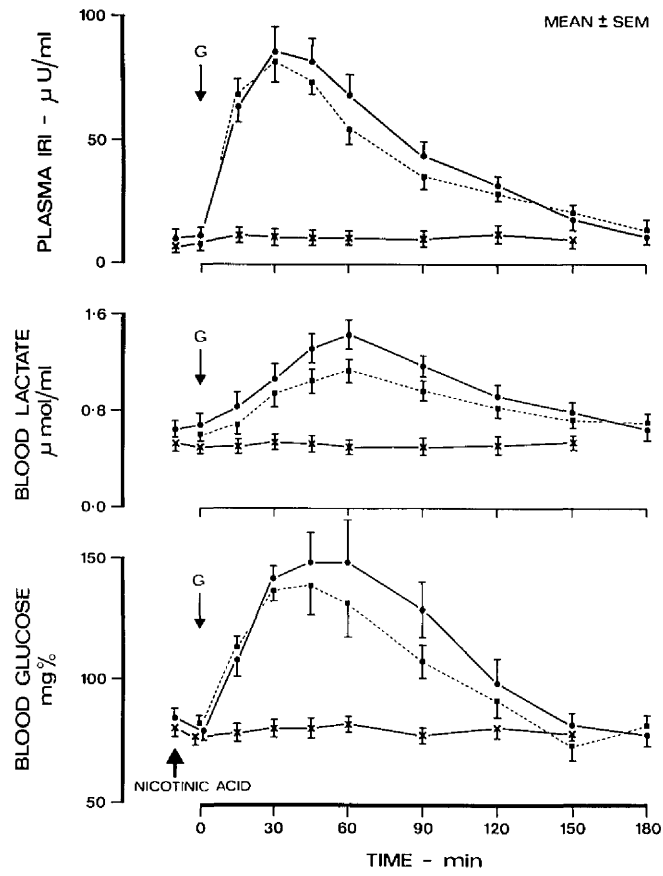 MEAN ± SEM
PLASMA IRI - μU/ml
100
50
0
G
BLOOD LACTATE
μmol/ml
1·6
0·8
0·0
G
BLOOD GLUCOSE
mg%
150
100
50
G
NICOTINIC ACID
0 30 60 90 120 150 180
TIME - min